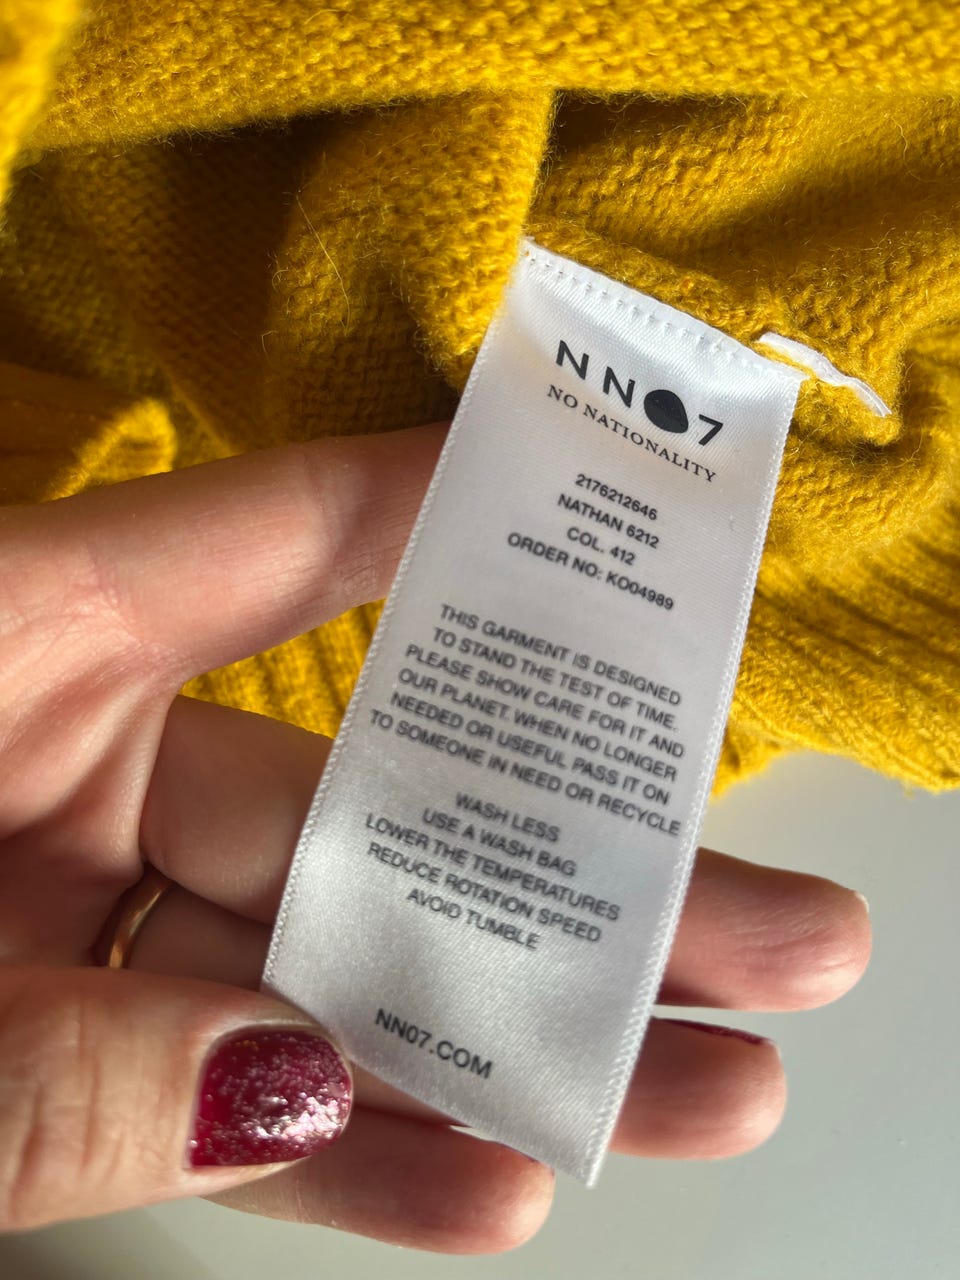 NN07
NO NATIONALITY
2176212646
NATHAN 6212
COL. 412
ORDER NO: KO04989
THIS GARMENT IS DESIGNED
TO STAND THE TEST OF TIME.
PLEASE SHOW CARE FOR IT AND
OUR PLANET. WHEN NO LONGER
NEEDED OR USEFUL PASS IT ON
TO SOMEONE IN NEED OR RECYCLE
WASH LESS
USE A WASH BAG
LOWER THE TEMPERATURES
REDUCE ROTATION SPEED
AVOID TUMBLE
NN07.COM